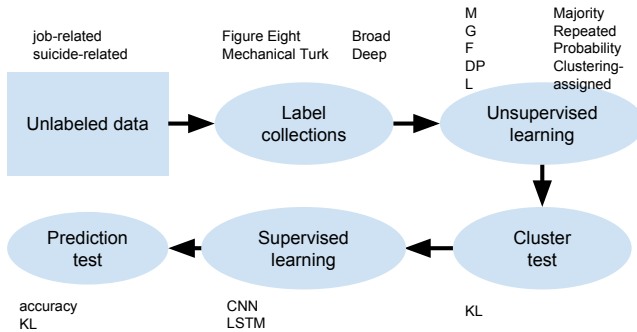 job-related
suicide-related
Figure Eight
Mechanical Turk
Broad
Deep
M
G
F
DP
L
Majority
Repeated
Probability
Clustering-
assigned
Unlabeled data
Label
collections
Unsupervised
learning
Prediction
test
Supervised
learning
Cluster
test
accuracy
KL
CNN
LSTM
KL